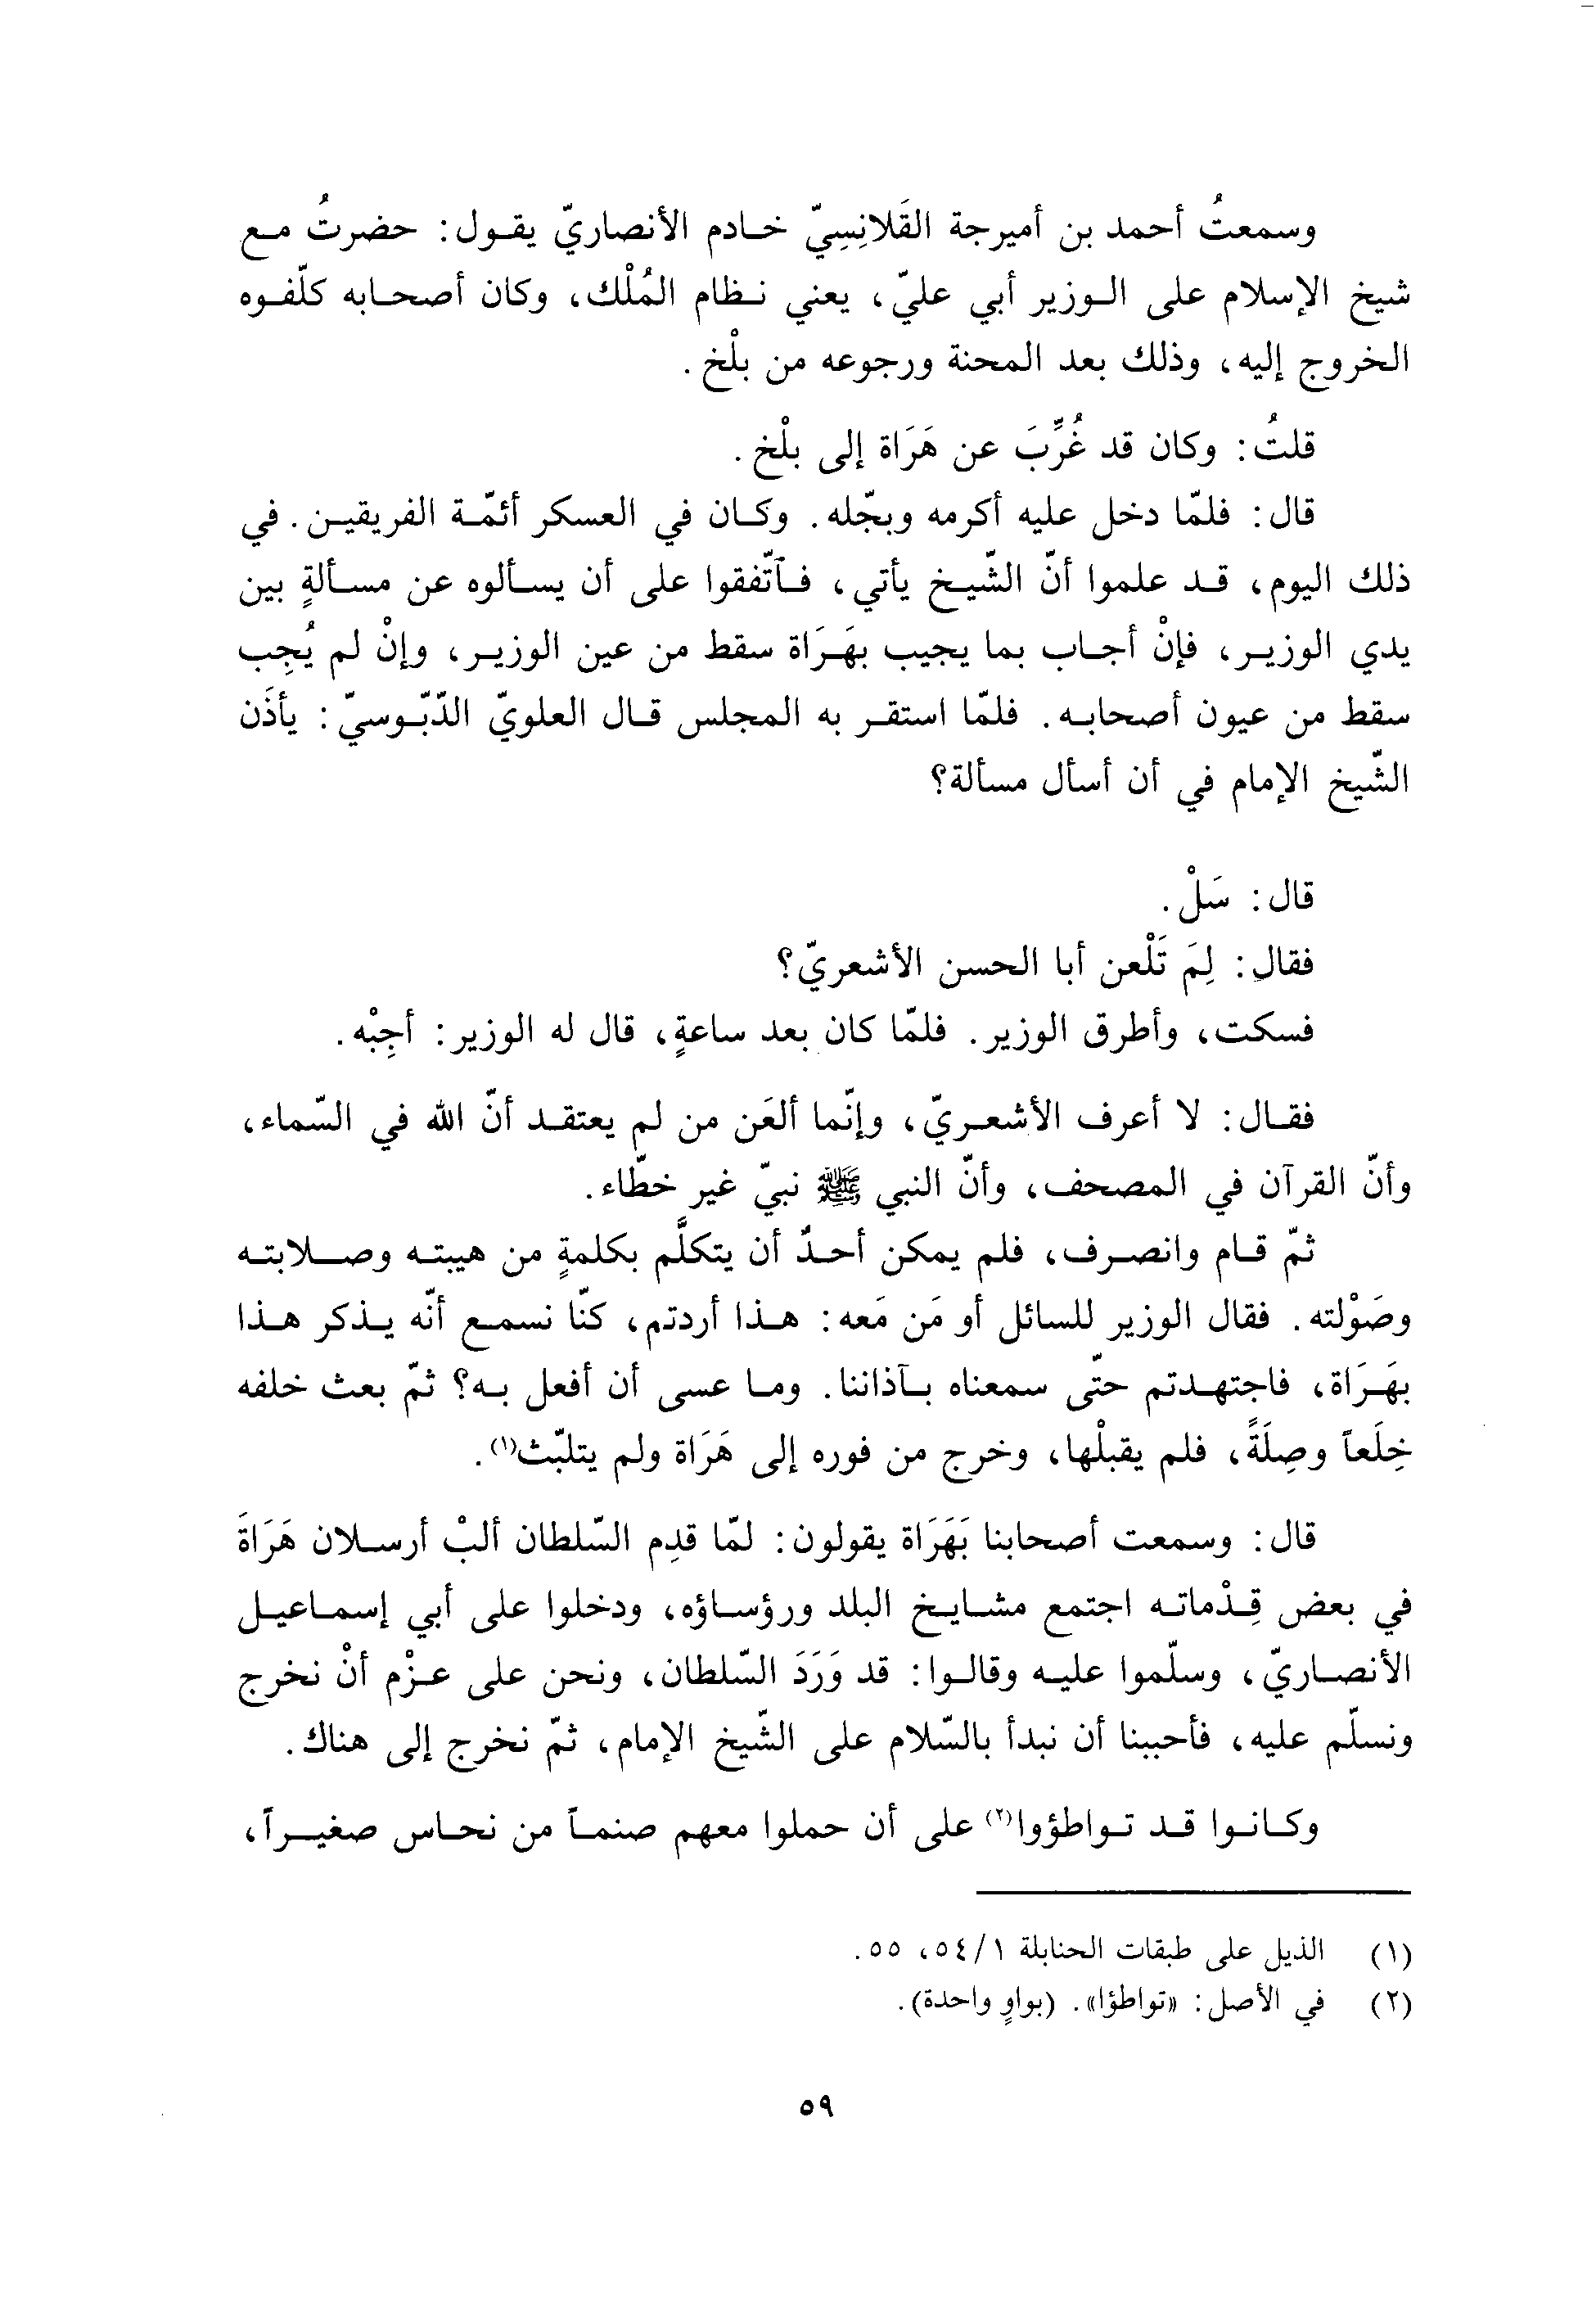 وسمعتُ أحمد بن أميرجة القَلانِسِيّ خادم الأنصاريّ يقول: حضرتُ مع
شيخ الإسلام على الوزير أبي عليّ، يعني نظام المُلْك، وكان أصحابه كلّفوه
الخروج إليه، وذلك بعد المحنة ورجوعه من بلْخ.
قلتُ: وكان قد غُرِّبَ عن هَرَاة إلى بلْخ.
قال: فلمّا دخل عليه أكرمه وبجّله. وكان في العسكر أئمّة الفريقين. في
ذلك اليوم، قد علموا أنّ الشّيخ يأتي، فٱتّفقوا على أن يسألوه عن مسألةٍ بين
يدي الوزير، فإنْ أجاب بما يجيب بهَرَاة سقط من عين الوزير، وإنْ لم يُجِب
سقط من عيون أصحابه. فلمّا استقر به المجلس قال العلويّ الدّبّوسيّ: يأذَن
الشّيخ الإمام في أن أسأل مسألة؟
قال: سَلْ.
فقال: لِمَ تَلْعن أبا الحسن الأشعريّ؟
فسكت، وأطرق الوزير. فلمّا كان بعد ساعةٍ، قال له الوزير: أجِبْه.
فقال: لا أعرف الأشعريّ، وإنّما ألعَن من لم يعتقد أنّ الله في السّماء،
وأنّ القرآن في المصحف، وأنّ النبي ﷺ نبيّ غير خطّاء.
ثمّ قام وانصرف، فلم يمكن أحدٌ أن يتكلَّم بكلمةٍ من هيبته وصلابته
وصَوْلته. فقال الوزير للسائل أو مَن مَعه: هذا أردتم، كنّا نسمع أنّه يذكر هذا
بهَرَاة، فاجتهدتم حتّى سمعناه بآذاننا. وما عسى أن أفعل به؟ ثمّ بعث خلفه
خِلَعاً وصِلَةً، فلم يقبلْها، وخرج من فوره إلى هَرَاة ولم يتلبّث(١).
قال: وسمعت أصحابنا بَهَرَاة يقولون: لمّا قدِم السّلطان ألبْ أرسلان هَرَاةَ
في بعض قِدْماته اجتمع مشايخ البلد ورؤساؤه، ودخلوا على أبي إسماعيل
الأنصاريّ، وسلّموا عليه وقالوا: قد وَرَدَ السّلطان، ونحن على عزْم أنْ نخرج
ونسلّم عليه، فأحببنا أن نبدأ بالسّلام على الشّيخ الإمام، ثمّ نخرج إلى هناك.
وكانوا قد تواطؤوا(٢) على أن حملوا معهم صنماً من نحاس صغيراً،
(١) الذيل على طبقات الحنابلة ١/٥٤، ٥٥.
(٢) في الأصل: «تواطؤا». (بواوٍ واحدة).
٥٩